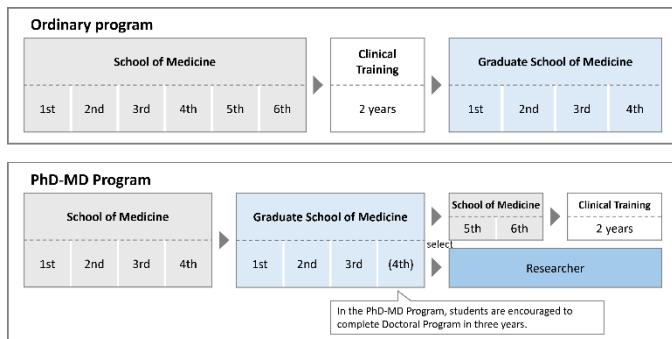 Ordinary program
School of Medicine
1st 2nd 3rd 4th 5th 6th
Clinical
Training
2 years
Graduate School of Medicine
1st 2nd 3rd 4th
PhD-MD Program
School of Medicine
1st 2nd 3rd 4th
Graduate School of Medicine
1st 2nd 3rd (4th)
select
School of Medicine
5th 6th
Clinical Training
2 years
Researcher
In the PhD-MD Program, students are encouraged to
complete Doctoral Program in three years.